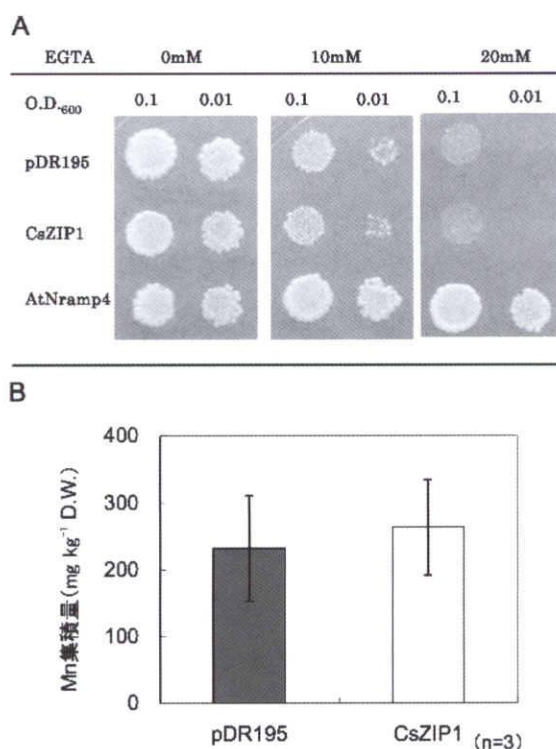 A
EGTA 0mM 10mM 20mM
O.D.₆₀₀ 0.1 0.01 0.1 0.01 0.1 0.01
pDR195
CsZIP1
AtNramp4
B
Mn集積量(mg kg⁻¹ D.W.)
400
300
200
100
0
pDR195 CsZIP1 (n=3)